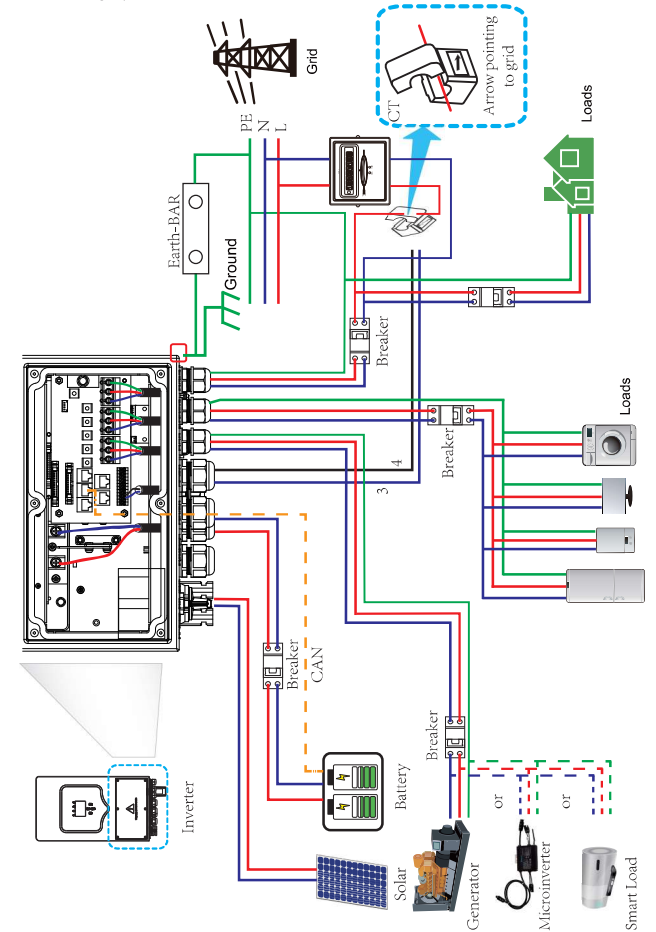 Grid
CT
Arrow pointing
to grid
PE
N
L
Earth-BAR
Ground
Loads
Breaker
Breaker
4
3
Loads
Breaker
CAN
Breaker
Inverter
Battery
Solar
Generator
or
Microinverter
or
Smart Load